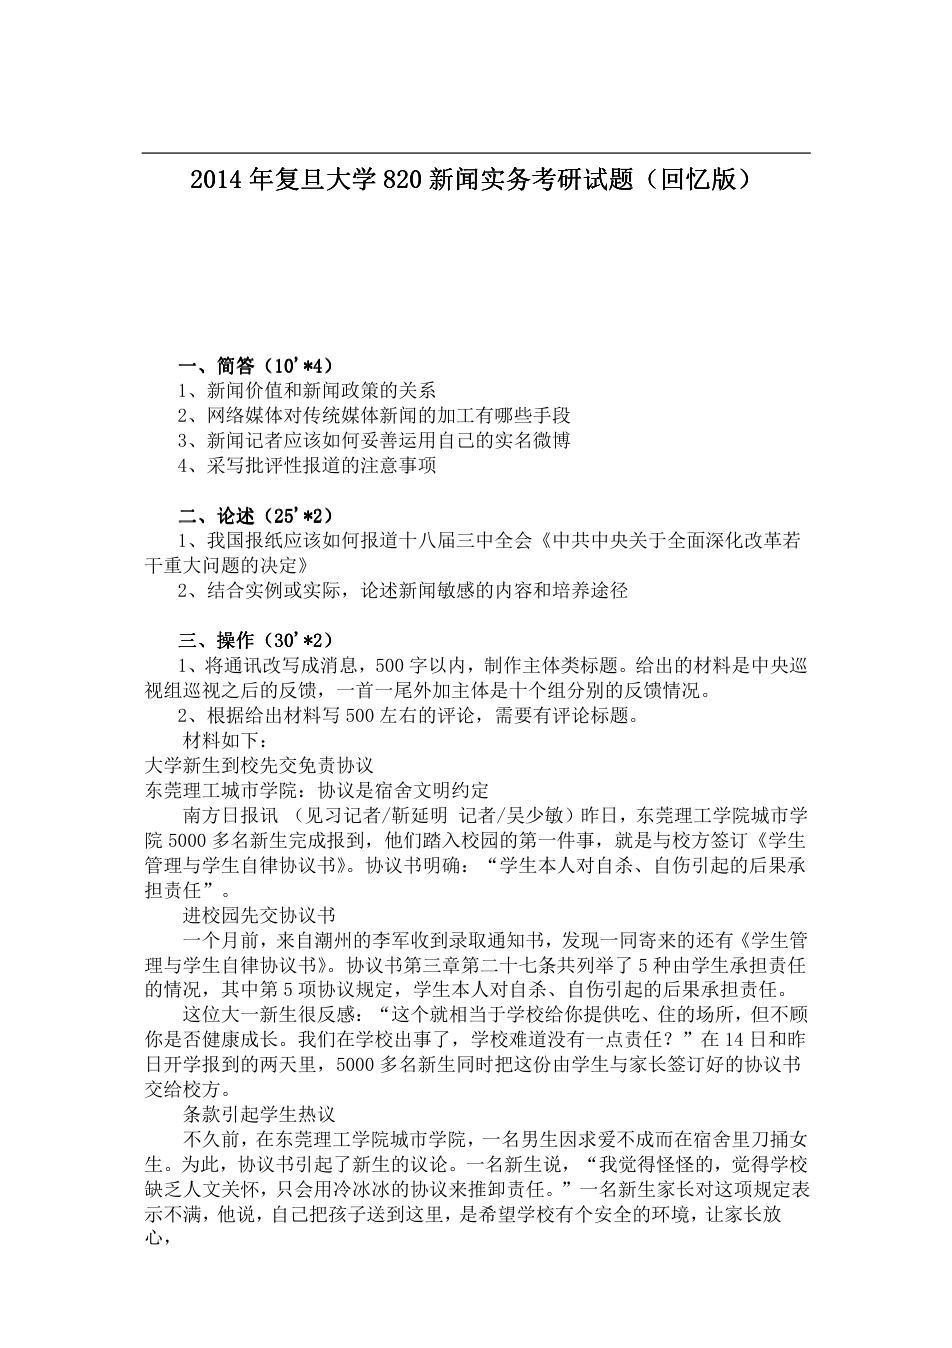 2014 年复旦大学 820 新闻实务考研试题（回忆版）
一、简答（10'*4）
1、新闻价值和新闻政策的关系
2、网络媒体对传统媒体新闻的加工有哪些手段
3、新闻记者应该如何妥善运用自己的实名微博
4、采写批评性报道的注意事项
二、论述（25'*2）
1、我国报纸应该如何报道十八届三中全会《中共中央关于全面深化改革若
干重大问题的决定》
2、结合实例或实际，论述新闻敏感的内容和培养途径
三、操作（30'*2）
1、将通讯改写成消息，500 字以内，制作主体类标题。给出的材料是中央巡
视组巡视之后的反馈，一首一尾外加主体是十个组分别的反馈情况。
2、根据给出材料写 500 左右的评论，需要有评论标题。
材料如下：
大学新生到校先交免责协议
东莞理工城市学院：协议是宿舍文明约定
南方日报讯 （见习记者/靳延明 记者/吴少敏）昨日，东莞理工学院城市学
院 5000 多名新生完成报到，他们踏入校园的第一件事，就是与校方签订《学生
管理与学生自律协议书》。协议书明确：“学生本人对自杀、自伤引起的后果承
担责任”。
进校园先交协议书
一个月前，来自潮州的李军收到录取通知书，发现一同寄来的还有《学生管
理与学生自律协议书》。协议书第三章第二十七条共列举了 5 种由学生承担责任
的情况，其中第 5 项协议规定，学生本人对自杀、自伤引起的后果承担责任。
这位大一新生很反感：“这个就相当于学校给你提供吃、住的场所，但不顾
你是否健康成长。我们在学校出事了，学校难道没有一点责任？”在 14 日和昨
日开学报到的两天里，5000 多名新生同时把这份由学生与家长签订好的协议书
交给校方。
条款引起学生热议
不久前，在东莞理工学院城市学院，一名男生因求爱不成而在宿舍里刀捅女
生。为此，协议书引起了新生的议论。一名新生说，“我觉得怪怪的，觉得学校
缺乏人文关怀，只会用冷冰冰的协议来推卸责任。”一名新生家长对这项规定表
示不满，他说，自己把孩子送到这里，是希望学校有个安全的环境，让家长放
心，